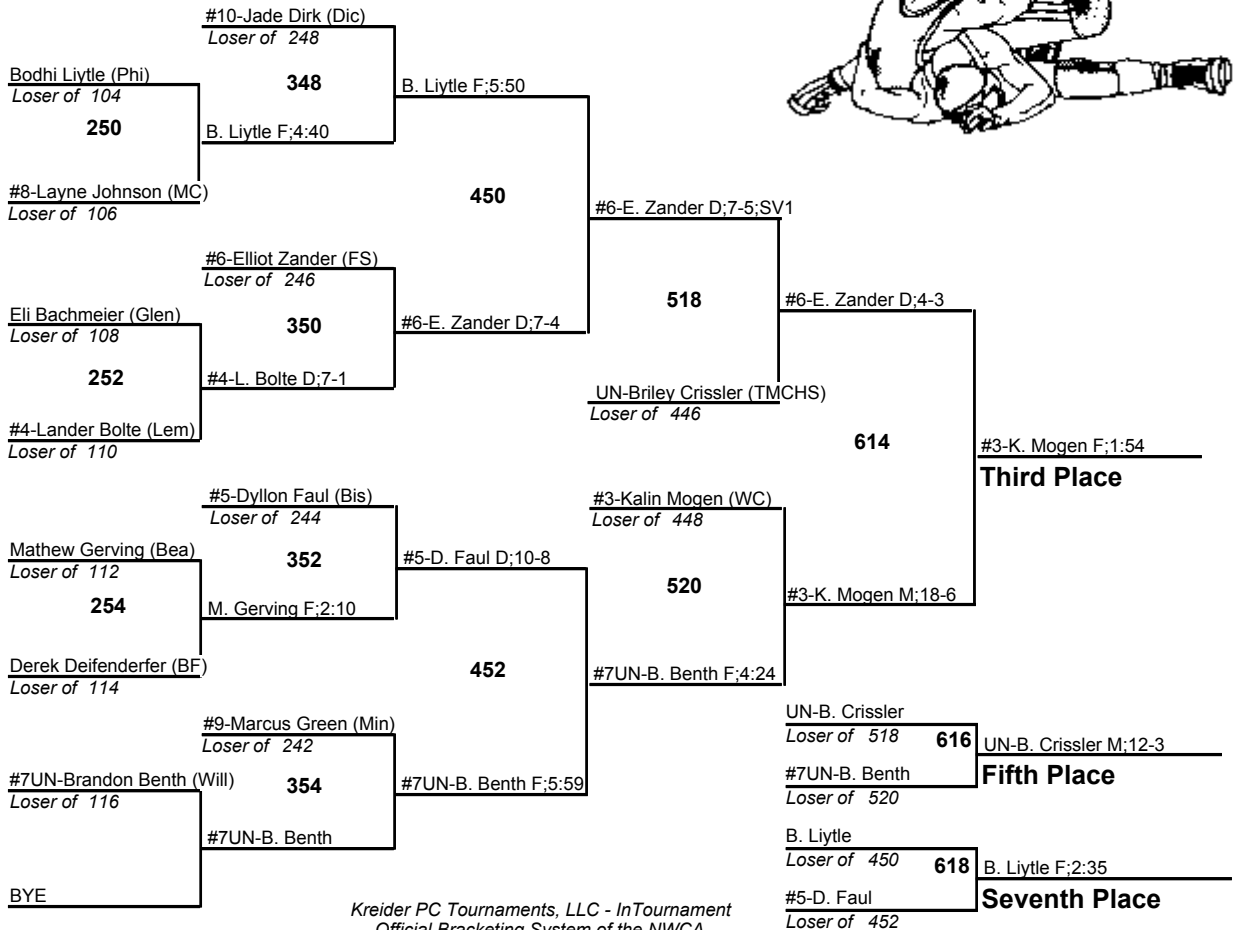 #10-Jade Dirk (Dic)
Loser of 248
Bodhi Liytle (Phi)
Loser of 104
348
B. Liytle F;5:50
250
B. Liytle F;4:40
#8-Layne Johnson (MC)
Loser of 106
450
#6-E. Zander D;7-5;SV1
#6-Elliot Zander (FS)
Loser of 246
Eli Bachmeier (Glen)
Loser of 108
350
#6-E. Zander D;7-4
518
#6-E. Zander D;4-3
252
#4-L. Bolte D;7-1
UN-Briley Crissler (TMCHS)
Loser of 446
#4-Lander Bolte (Lem)
Loser of 110
614
#3-K. Mogen F;1:54
Third Place
#5-Dyllon Faul (Bis)
Loser of 244
#3-Kalin Mogen (WC)
Loser of 448
Mathew Gerving (Bea)
Loser of 112
352
#5-D. Faul D;10-8
520
#3-K. Mogen M;18-6
254
M. Gerving F;2:10
Derek Deifenderfer (BF)
Loser of 114
452
#7UN-B. Benth F;4:24
#9-Marcus Green (Min)
Loser of 242
#7UN-Brandon Benth (Will)
Loser of 116
354
#7UN-B. Benth F;5:59
#7UN-B. Benth
BYE
UN-B. Crissler
Loser of 518
616
UN-B. Crissler M;12-3
Fifth Place
#7UN-B. Benth
Loser of 520
B. Liytle
Loser of 450
618
B. Liytle F;2:35
Seventh Place
#5-D. Faul
Loser of 452
Kreider PC Tournaments, LLC - InTournament
Official Bracketing System of the NWCA